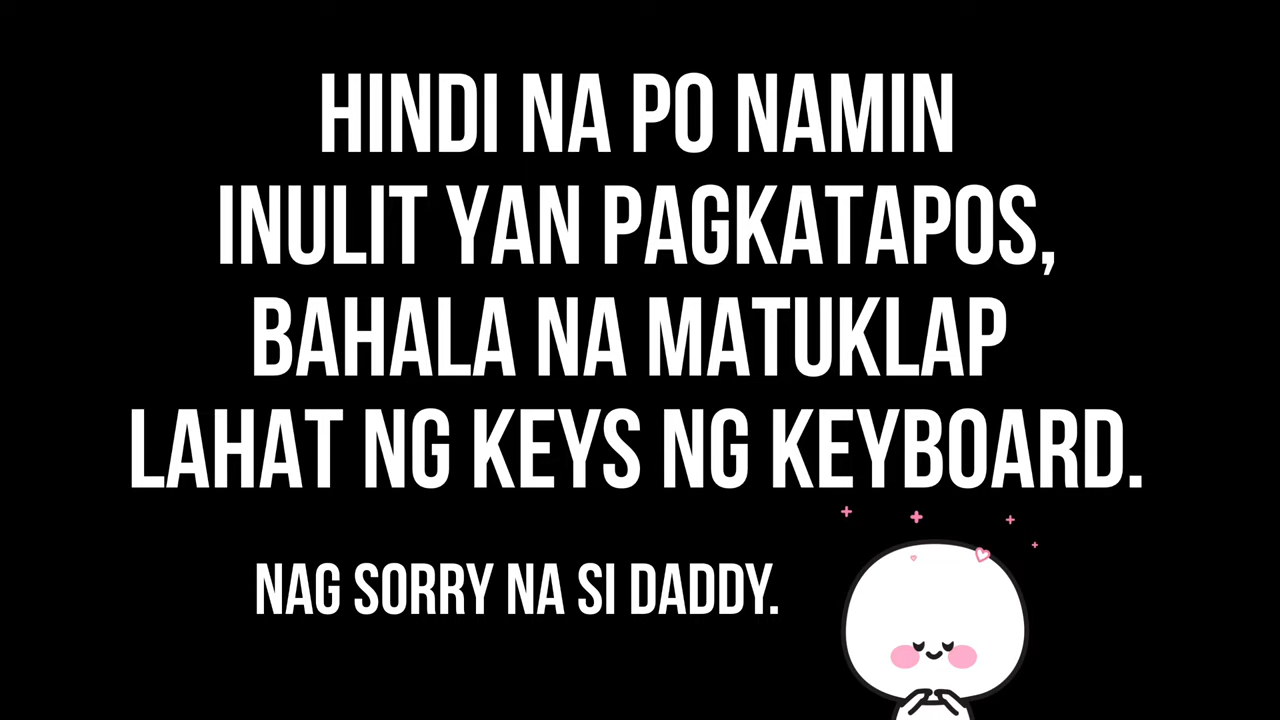 HINDI NA PO NAMIN
INULIT YAN PAGKATAPOS,
BAHALA NA MATUKLAP
LAHAT NG KEYS NG KEYBOARD.
NAG SORRY NA SI DADDY.